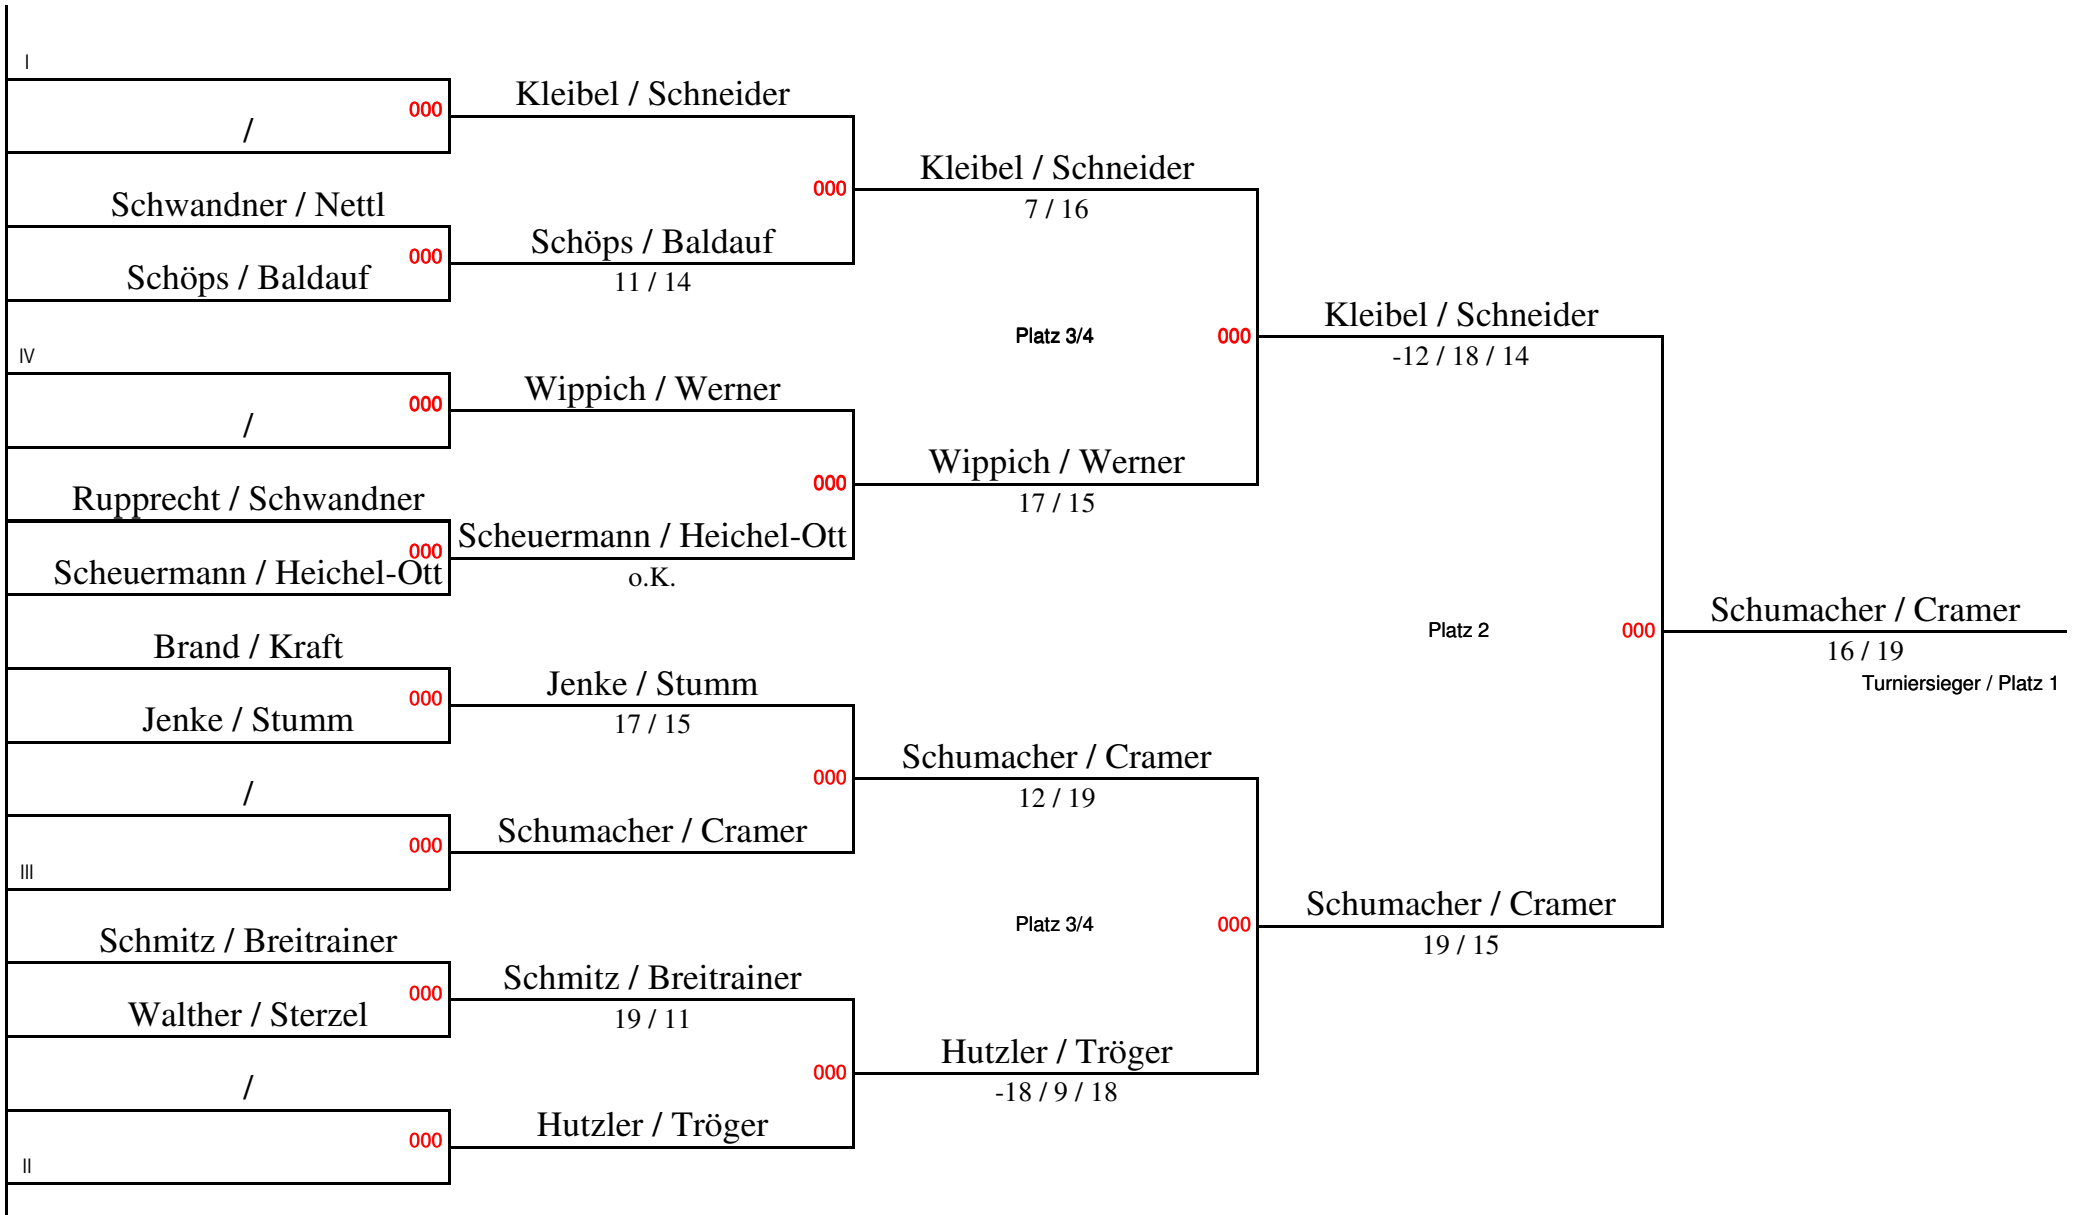 I
Kleibel / Schneider
000
/
Kleibel / Schneider
000
7 / 16
Schwandner / Nettl
Schöps / Baldauf
000
Schöps / Baldauf
11 / 14
Kleibel / Schneider
Platz 3/4
000
-12 / 18 / 14
IV
Wippich / Werner
000
/
Wippich / Werner
000
17 / 15
Rupprecht / Schwandner
Scheuermann / Heichel-Ott
000
Scheuermann / Heichel-Ott
o.K.
Schumacher / Cramer
Platz 2
000
16 / 19
Turniersieger / Platz 1
Brand / Kraft
Jenke / Stumm
000
Jenke / Stumm
17 / 15
Schumacher / Cramer
000
12 / 19
/
Schumacher / Cramer
000
III
Schumacher / Cramer
Platz 3/4
000
19 / 15
Schmitz / Breitrainer
Schmitz / Breitrainer
000
Walther / Sterzel
19 / 11
Hutzler / Tröger
000
-18 / 9 / 18
/
Hutzler / Tröger
000
II